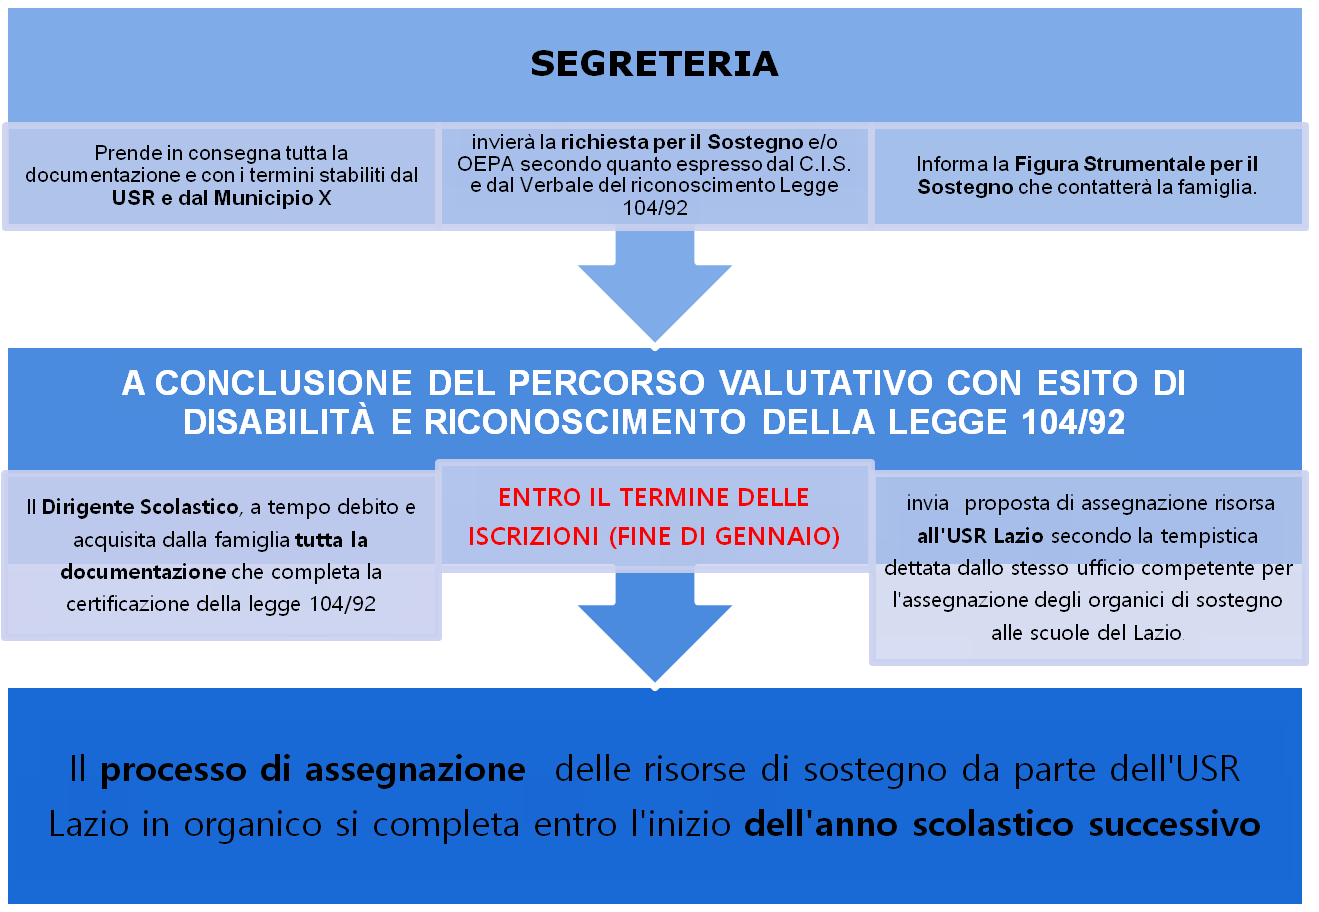 SEGRETERIA
Prende in consegna tutta la
documentazione e con i termini stabiliti dal
USR e dal Municipio X
invierà la richiesta per il Sostegno e/o
OEPA secondo quanto espresso dal C.I.S.
e dal Verbale del riconoscimento Legge
104/92
Informa la Figura Strumentale per il
Sostegno che contatterà la famiglia.
A CONCLUSIONE DEL PERCORSO VALUTATIVO CON ESITO DI
DISABILITÀ E RICONOSCIMENTO DELLA LEGGE 104/92
Il Dirigente Scolastico, a tempo debito e
acquisita dalla famiglia tutta la
documentazione che completa la
certificazione della legge 104/92
ENTRO IL TERMINE DELLE
ISCRIZIONI (FINE DI GENNAIO)
invia proposta di assegnazione risorsa
all'USR Lazio secondo la tempistica
dettata dallo stesso ufficio competente per
l'assegnazione degli organici di sostegno
alle scuole del Lazio.
Il processo di assegnazione delle risorse di sostegno da parte dell'USR
Lazio in organico si completa entro l'inizio dell'anno scolastico successivo